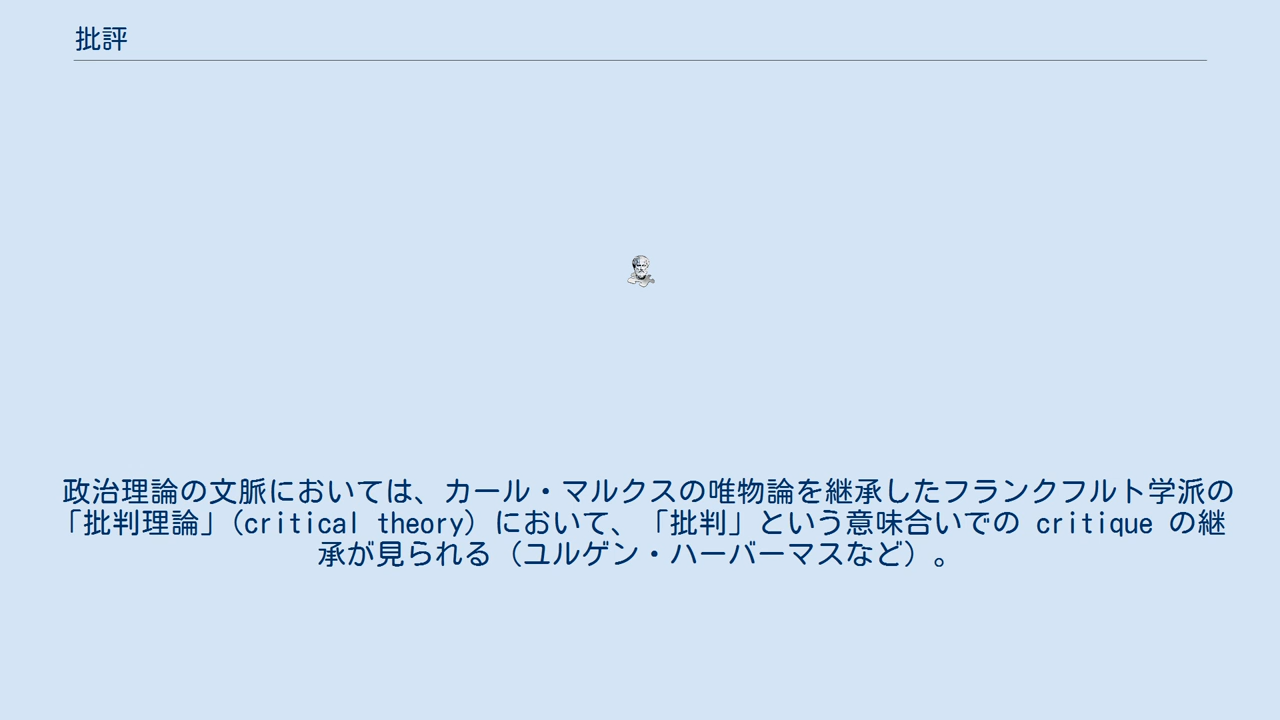 批評
政治理論の文脈においては、カール・マルクスの唯物論を継承したフランクフルト学派の
「批判理論」（critical theory）において、「批判」という意味合いでの critique の継
承が見られる（ユルゲン・ハーバーマスなど）。